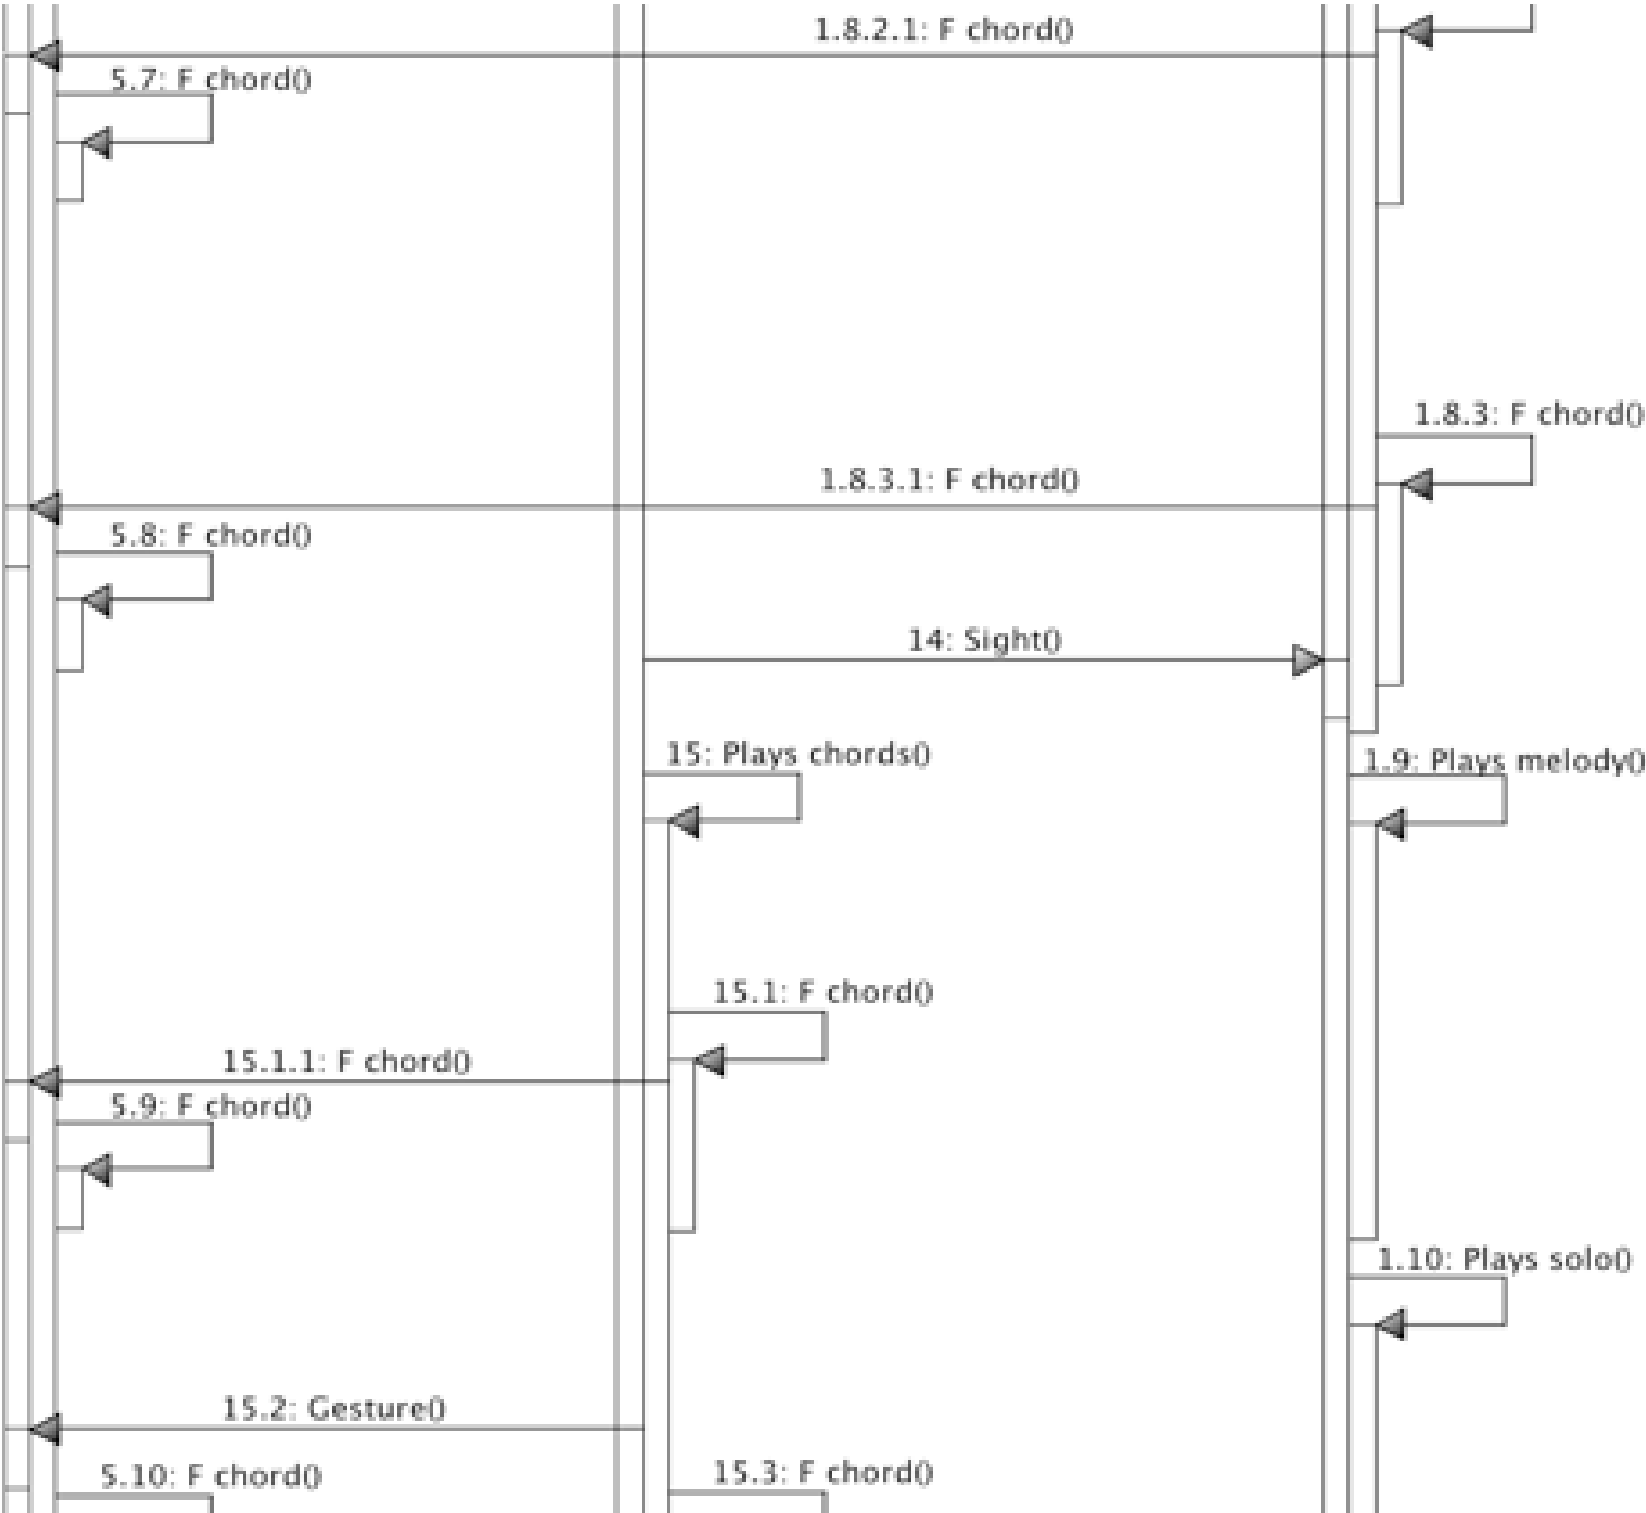 1.8.2.1: F chord()
5.7: F chord()
1.8.3: F chord()
1.8.3.1: F chord()
5.8: F chord()
14: Sight()
15: Plays chords()
1.9: Plays melody()
15.1: F chord()
15.1.1: F chord()
5.9: F chord()
1.10: Plays solo()
15.2: Gesture()
5.10: F chord()
15.3: F chord()